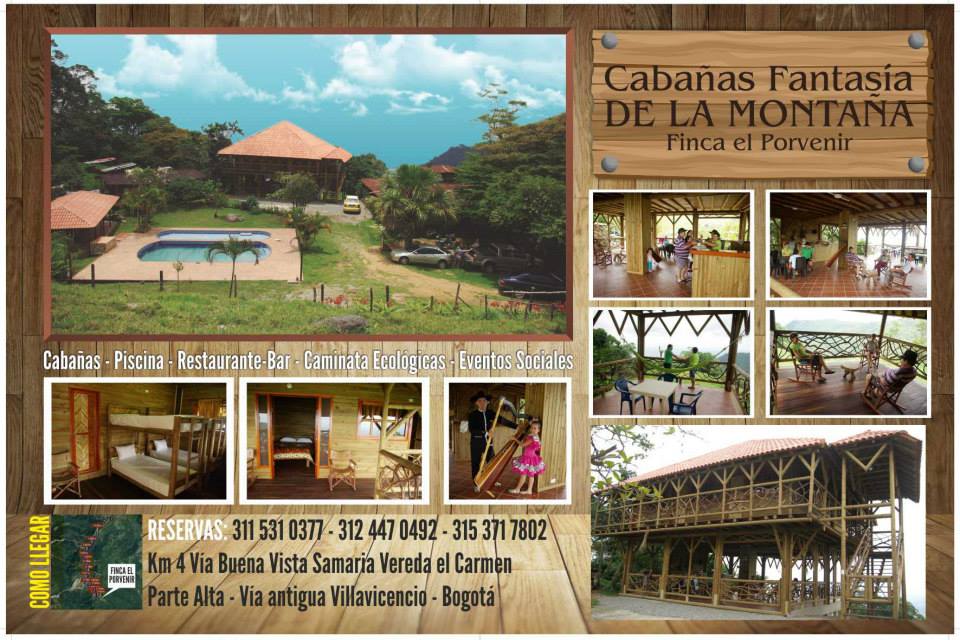 Cabañas Fantasía
DE LA MONTAÑA
Finca el Porvenir
Cabañas - Piscina - Restaurante-Bar - Caminata Ecológicas - Eventos Sociales
COMO LLEGAR
FINCA EL
PORVENIR
RESERVAS: 311 531 0377 - 312 447 0492 - 315 371 7802
Km 4 Vía Buena Vista Samaria Vereda el Carmen
Parte Alta - Via antigua Villavicencio - Bogotá